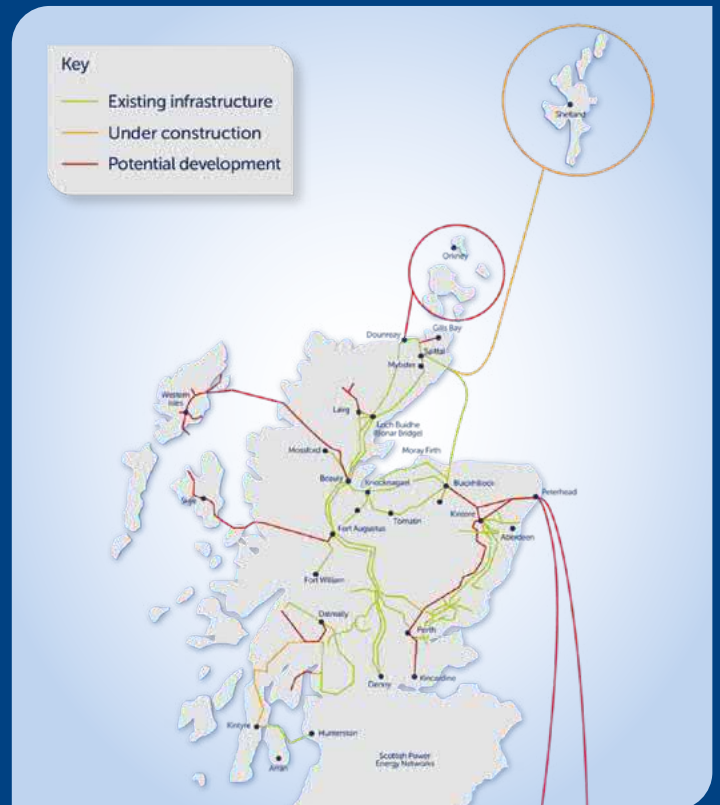 Key
Existing infrastructure
Under construction
Potential development
Shetland
Orkney
Gills Bay
Dounreay
Spittal
Mybster
Western
Isles
Lairg
Loch Buidhe
(Bonar Bridge)
Mossford
Moray Firth
Beauly
Knocknagael
Blackhillock
Peterhead
Skye
Kintore
Tomatin
Fort Augustus
Aberdeen
Fort William
Dalmally
Perth
Denny
Kincardine
Kintyre
Hunterston
Arran
Scottish Power
Energy Networks